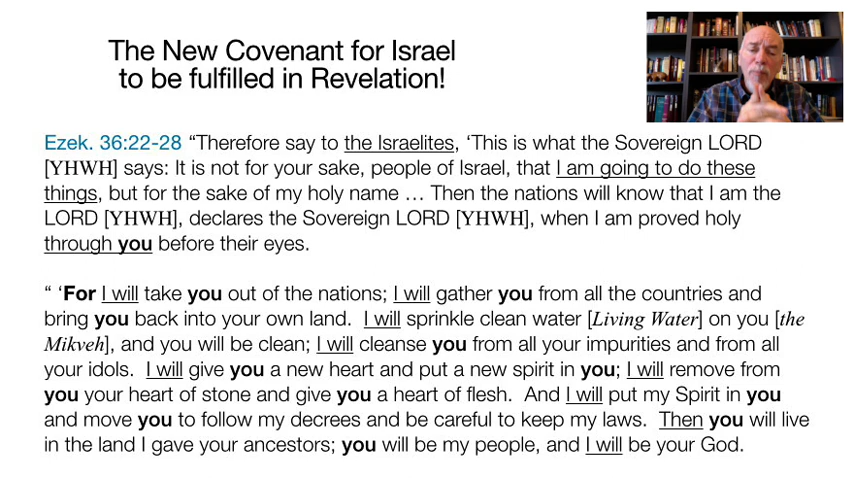 The New Covenant for Israel
to be fulfilled in Revelation!
Ezek. 36:22-28 “Therefore say to the Israelites, ‘This is what the Sovereign LORD
[YHWH] says: It is not for your sake, people of Israel, that I am going to do these
things, but for the sake of my holy name … Then the nations will know that I am the
LORD [YHWH], declares the Sovereign LORD [YHWH], when I am proved holy
through you before their eyes.
“ ‘For I will take you out of the nations; I will gather you from all the countries and
bring you back into your own land. I will sprinkle clean water [Living Water] on you [the
Mikveh], and you will be clean; I will cleanse you from all your impurities and from all
your idols. I will give you a new heart and put a new spirit in you; I will remove from
you your heart of stone and give you a heart of flesh. And I will put my Spirit in you
and move you to follow my decrees and be careful to keep my laws. Then you will live
in the land I gave your ancestors; you will be my people, and I will be your God.